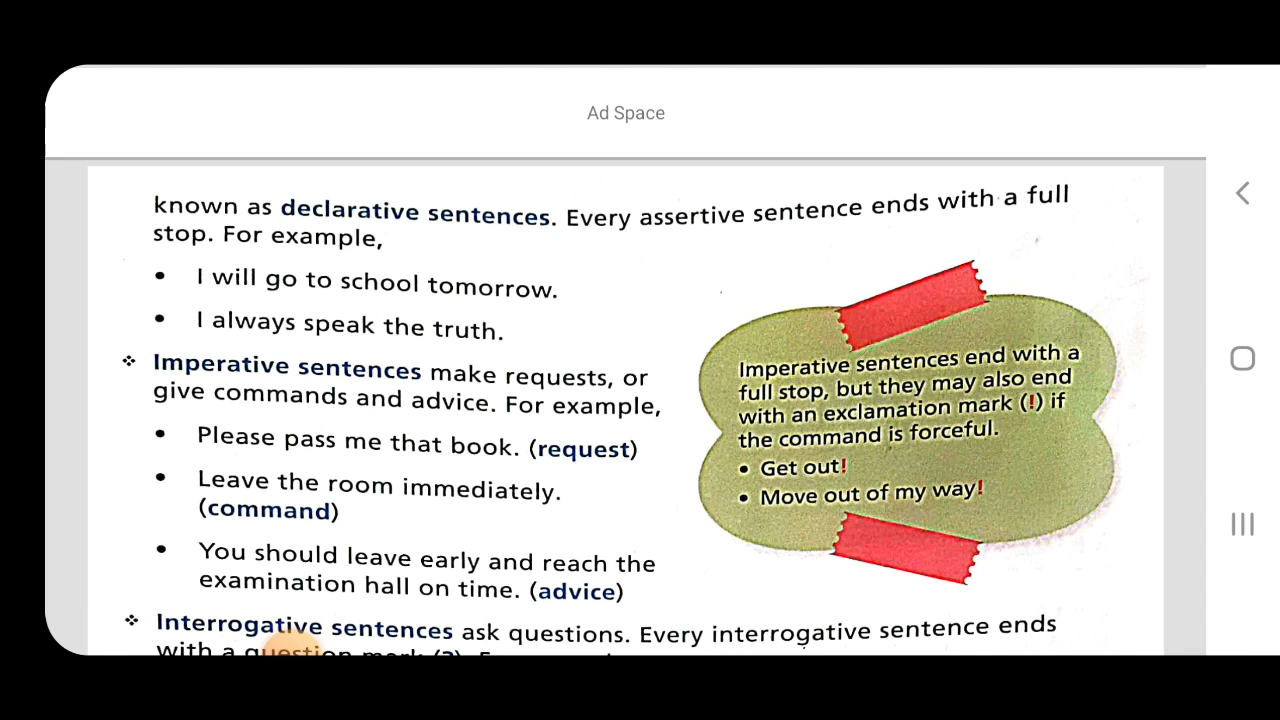 Ad Space
known as declarative sentences. Every assertive sentence ends with a full
stop. For example,
• I will go to school tomorrow.
• I always speak the truth.
❖ Imperative sentences make requests, or
give commands and advice. For example,
• Please pass me that book. (request)
• Leave the room immediately.
(command)
• You should leave early and reach the
examination hall on time. (advice)
Imperative sentences end with a
full stop, but they may also end
with an exclamation mark (!) if
the command is forceful.
• Get out!
• Move out of my way!
❖ Interrogative sentences ask questions. Every interrogative sentence ends
with a question mark (?).